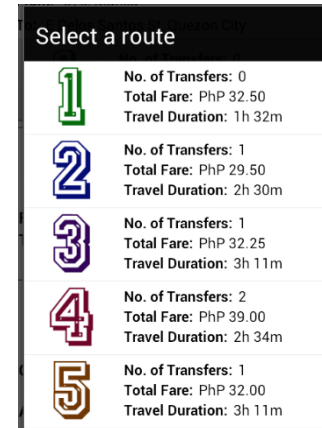 Select a route
1
No. of Transfers: 0
Total Fare: PhP 32.50
Travel Duration: 1h 32m
2
No. of Transfers: 1
Total Fare: PhP 29.50
Travel Duration: 2h 30m
3
No. of Transfers: 1
Total Fare: PhP 32.25
Travel Duration: 3h 11m
4
No. of Transfers: 2
Total Fare: PhP 39.00
Travel Duration: 2h 34m
5
No. of Transfers: 1
Total Fare: PhP 32.00
Travel Duration: 3h 11m